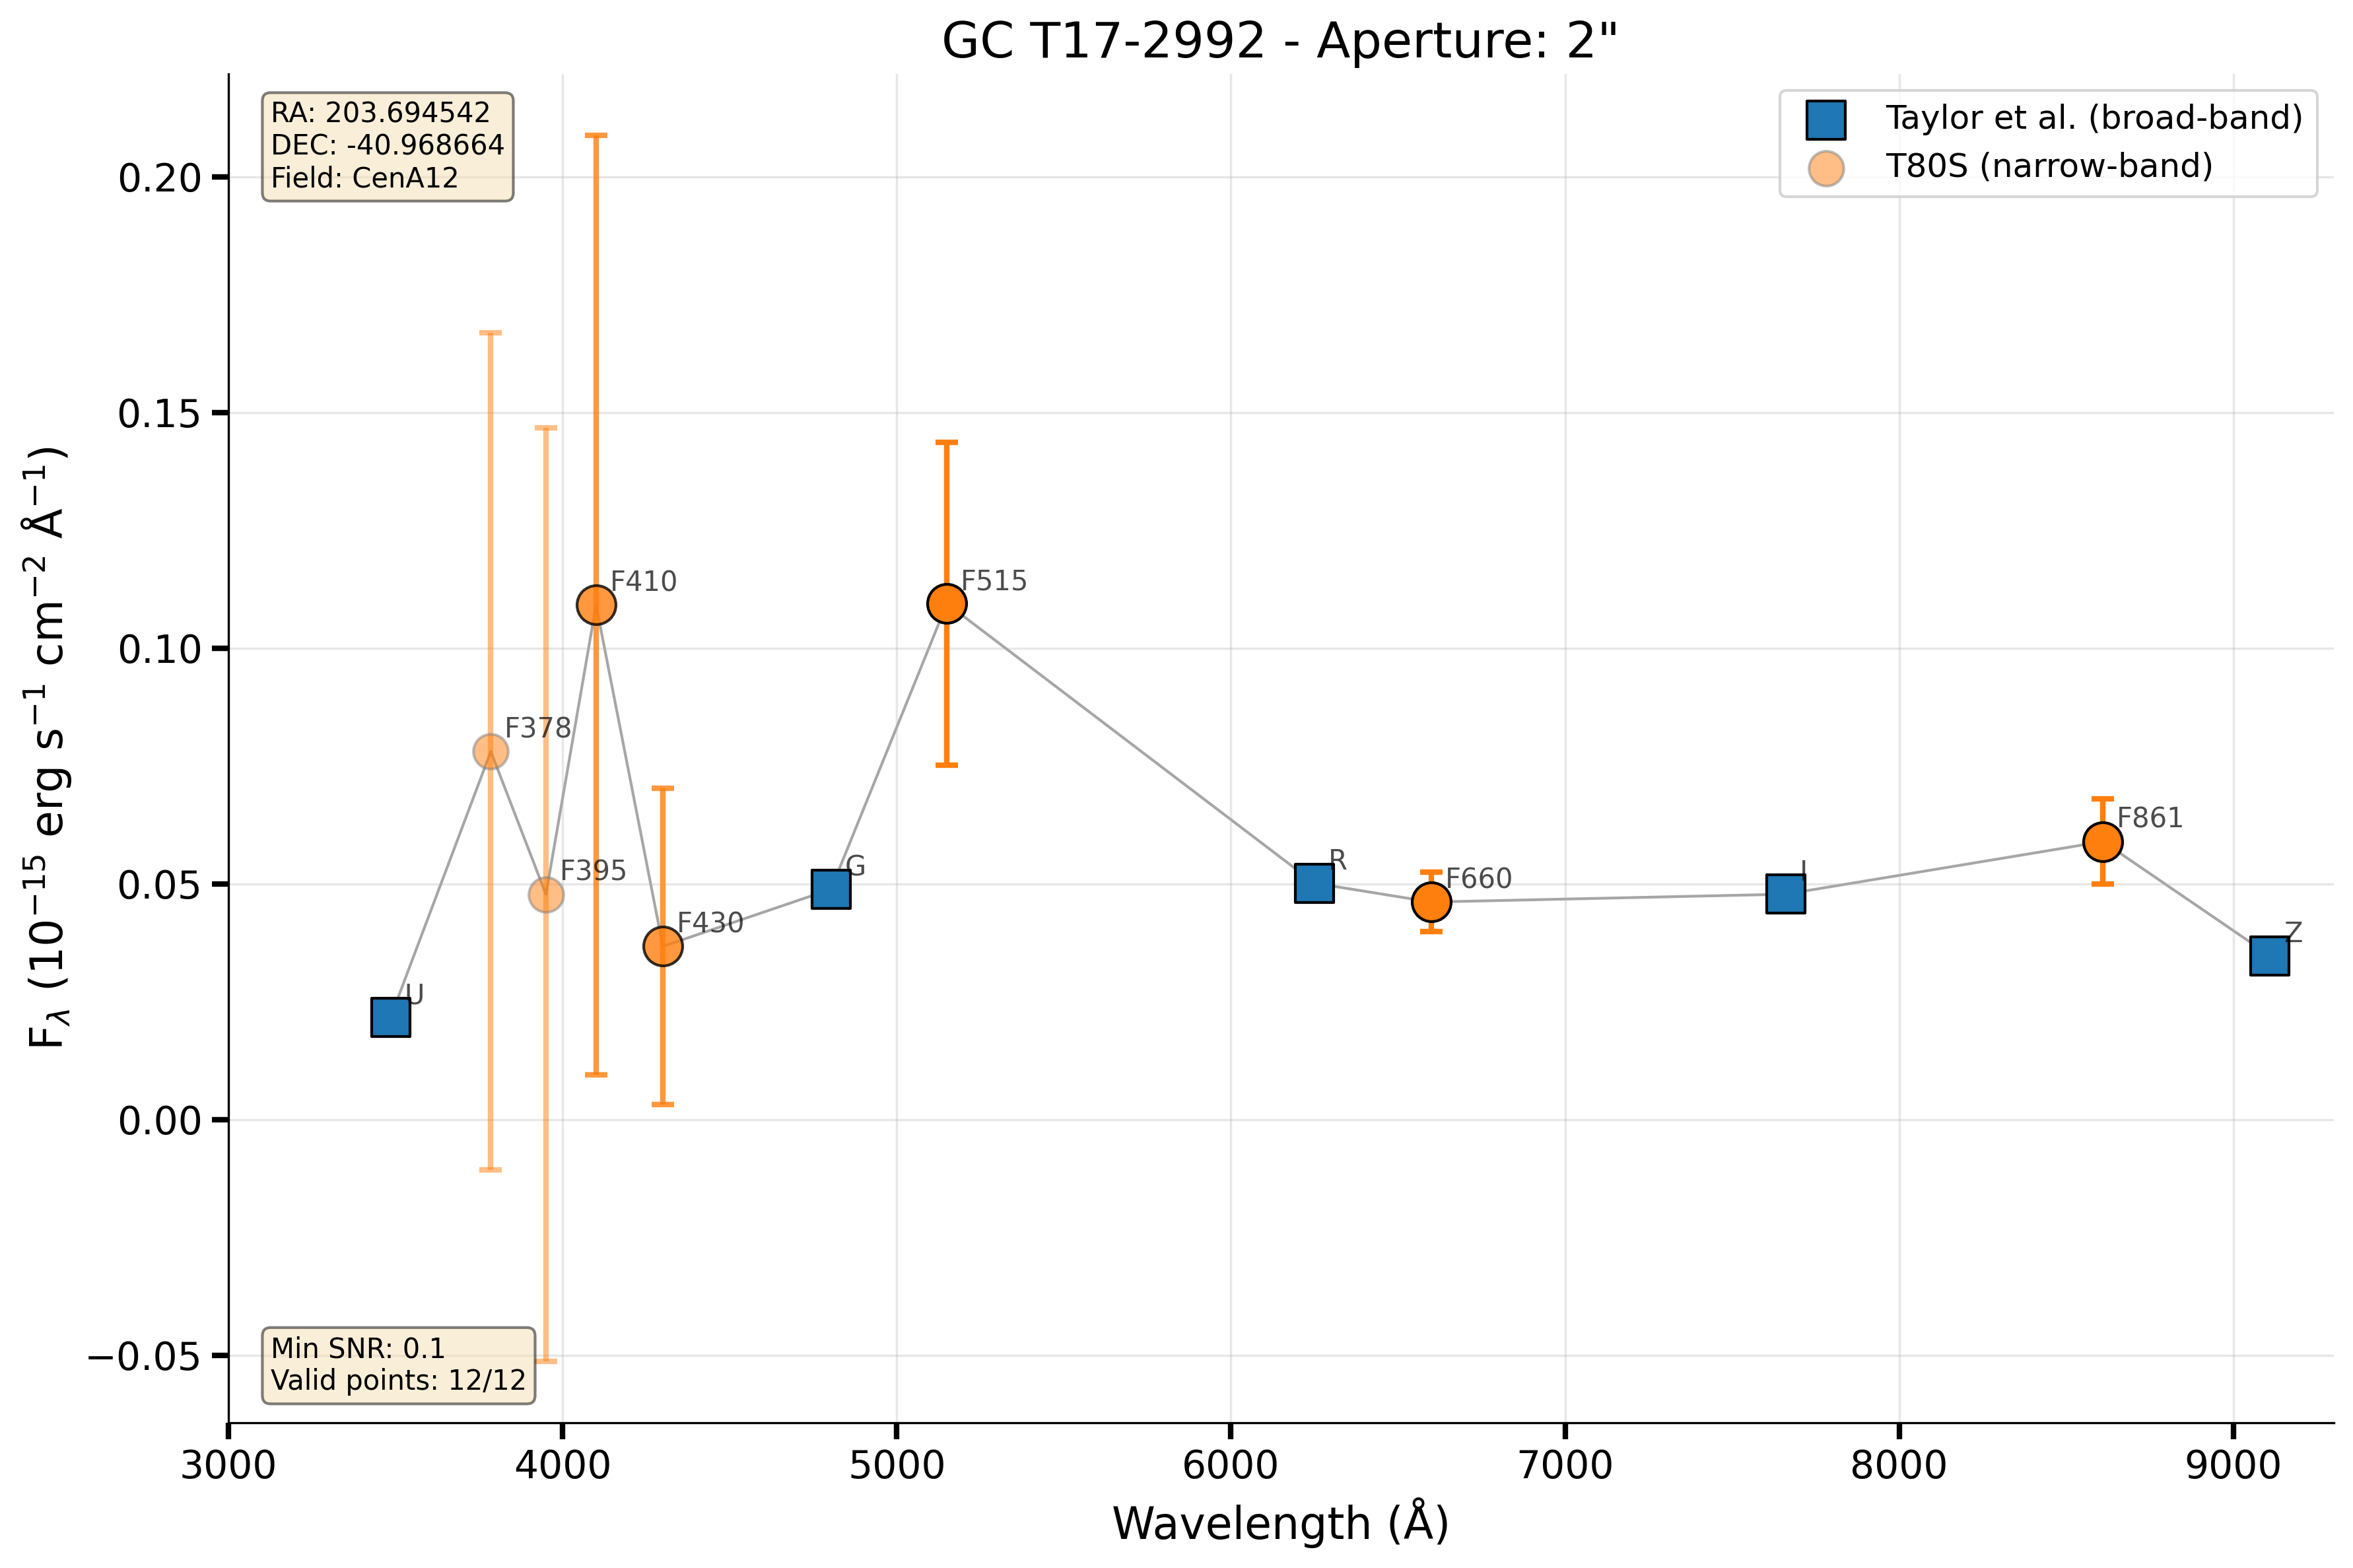 GC T17-2992 - Aperture: 2"
RA: 203.694542
DEC: -40.968664
Field: CenA12
Taylor et al. (broad-band)
T80S (narrow-band)
F$_{\lambda}$ (10$^{-15}$ erg s$^{-1}$ cm$^{-2}$ Å$^{-1}$)
0.20
0.15
0.10
0.05
0.00
−0.05
U
F378
F395
F410
F430
G
F515
R
F660
I
F861
Z
Min SNR: 0.1
Valid points: 12/12
3000 4000 5000 6000 7000 8000 9000
Wavelength (Å)